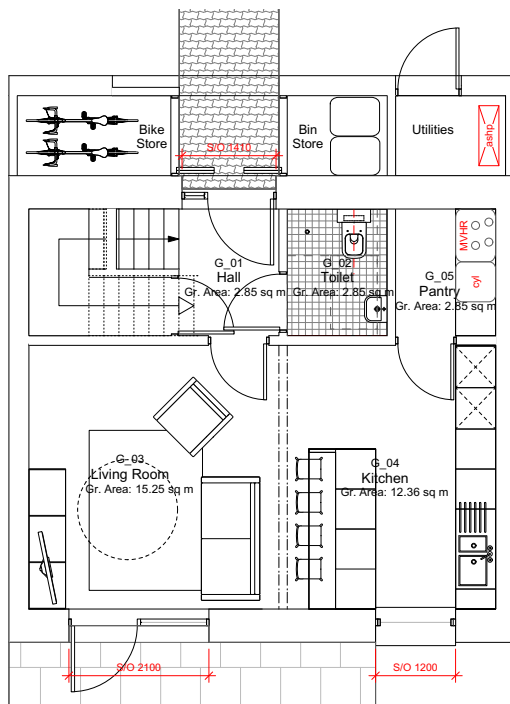 Bike
Store
Bin
Store
Utilities
ashp
S/O 1410
G_01
Hall
Gr. Area: 2.85 sq m
G_02
Toilet
Gr. Area: 2.85 sq m
G_05
Pantry
Gr. Area: 2.85 sq m
MVHR
cyl
G_03
Living Room
Gr. Area: 15.25 sq m
G_04
Kitchen
Gr. Area: 12.36 sq m
S/O 2100
S/O 1200